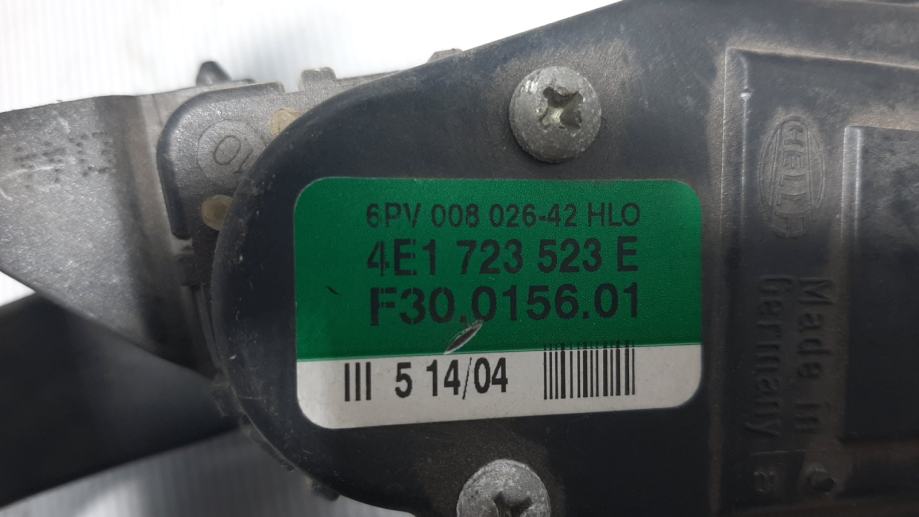 6PV 008 026-42 HLO
4E1 723 523 E
F30.0156.01
III 5 14/04
HELLA
Made in
Germany a